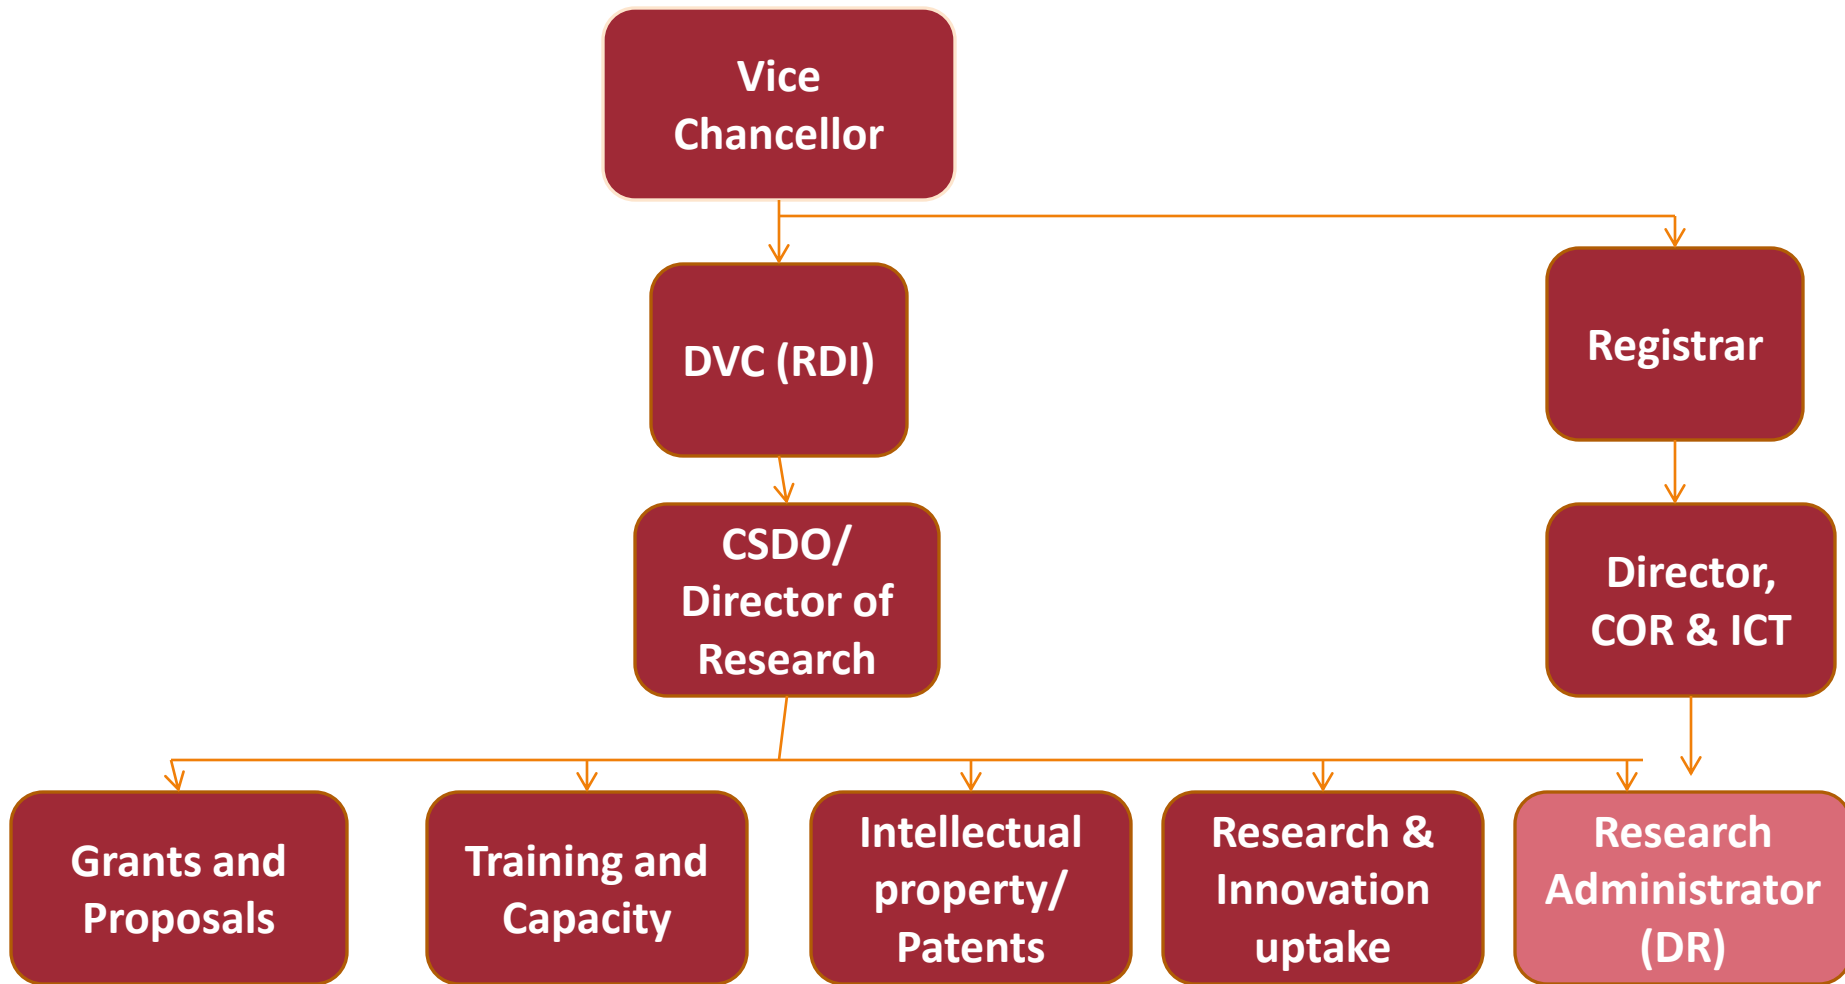 Vice
Chancellor
DVC (RDI)
Registrar
CSDO/
Director of
Research
Director,
COR & ICT
Grants and
Proposals
Training and
Capacity
Intellectual
property/
Patents
Research &
Innovation
uptake
Research
Administrator
(DR)